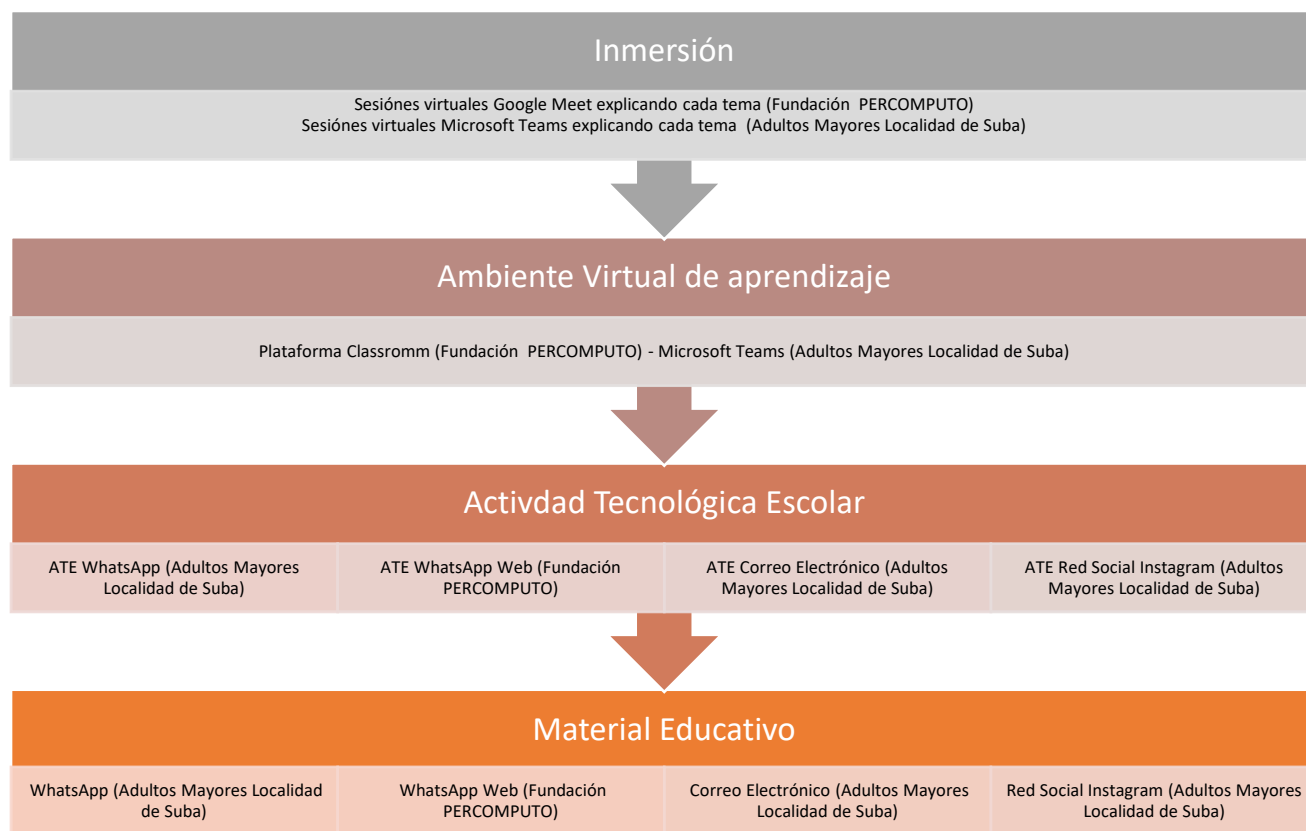 Inmersión
Sesiónes virtuales Google Meet explicando cada tema (Fundación PERCOMPUTO)
Sesiónes virtuales Microsoft Teams explicando cada tema (Adultos Mayores Localidad de Suba)
Ambiente Virtual de aprendizaje
Plataforma Classromm (Fundación PERCOMPUTO) - Microsoft Teams (Adultos Mayores Localidad de Suba)
Activdad Tecnológica Escolar
ATE WhatsApp (Adultos Mayores
Localidad de Suba)
ATE WhatsApp Web (Fundación
PERCOMPUTO)
ATE Correo Electrónico (Adultos
Mayores Localidad de Suba)
ATE Red Social Instagram (Adultos
Mayores Localidad de Suba)
Material Educativo
WhatsApp (Adultos Mayores Localidad
de Suba)
WhatsApp Web (Fundación
PERCOMPUTO)
Correo Electrónico (Adultos Mayores
Localidad de Suba)
Red Social Instagram (Adultos Mayores
Localidad de Suba)